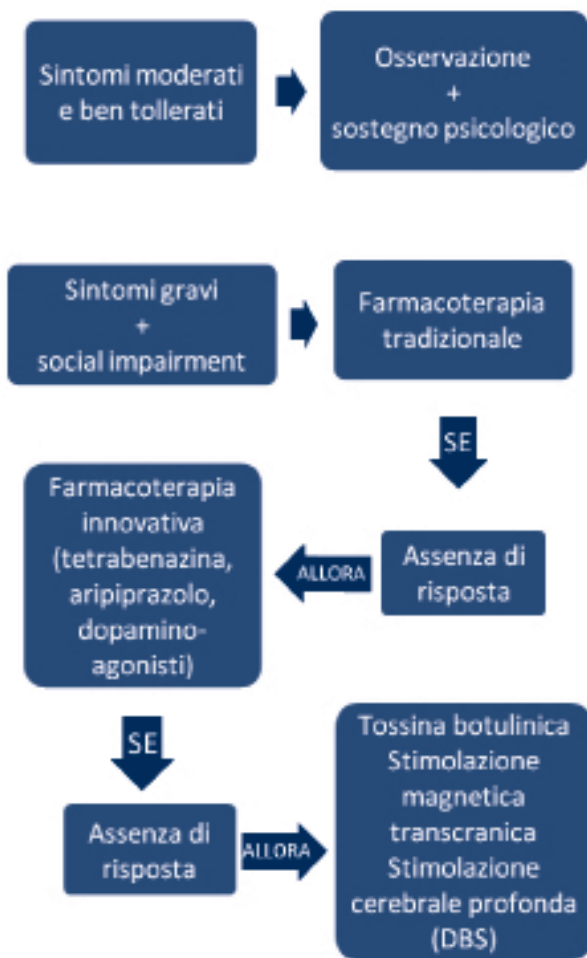 Sintomi moderati
e ben tollerati
Osservazione
+
sostegno psicologico
Sintomi gravi
+
social impairment
Farmacoterapia
tradizionale
SE
Assenza di
risposta
ALLORA
Farmacoterapia
innovativa
(tetrabenazina,
aripiprazolo,
dopamino-
agonisti)
SE
Assenza di
risposta
ALLORA
Tossina botulinica
Stimolazione
magnetica
transcranica
Stimolazione
cerebrale profonda
(DBS)